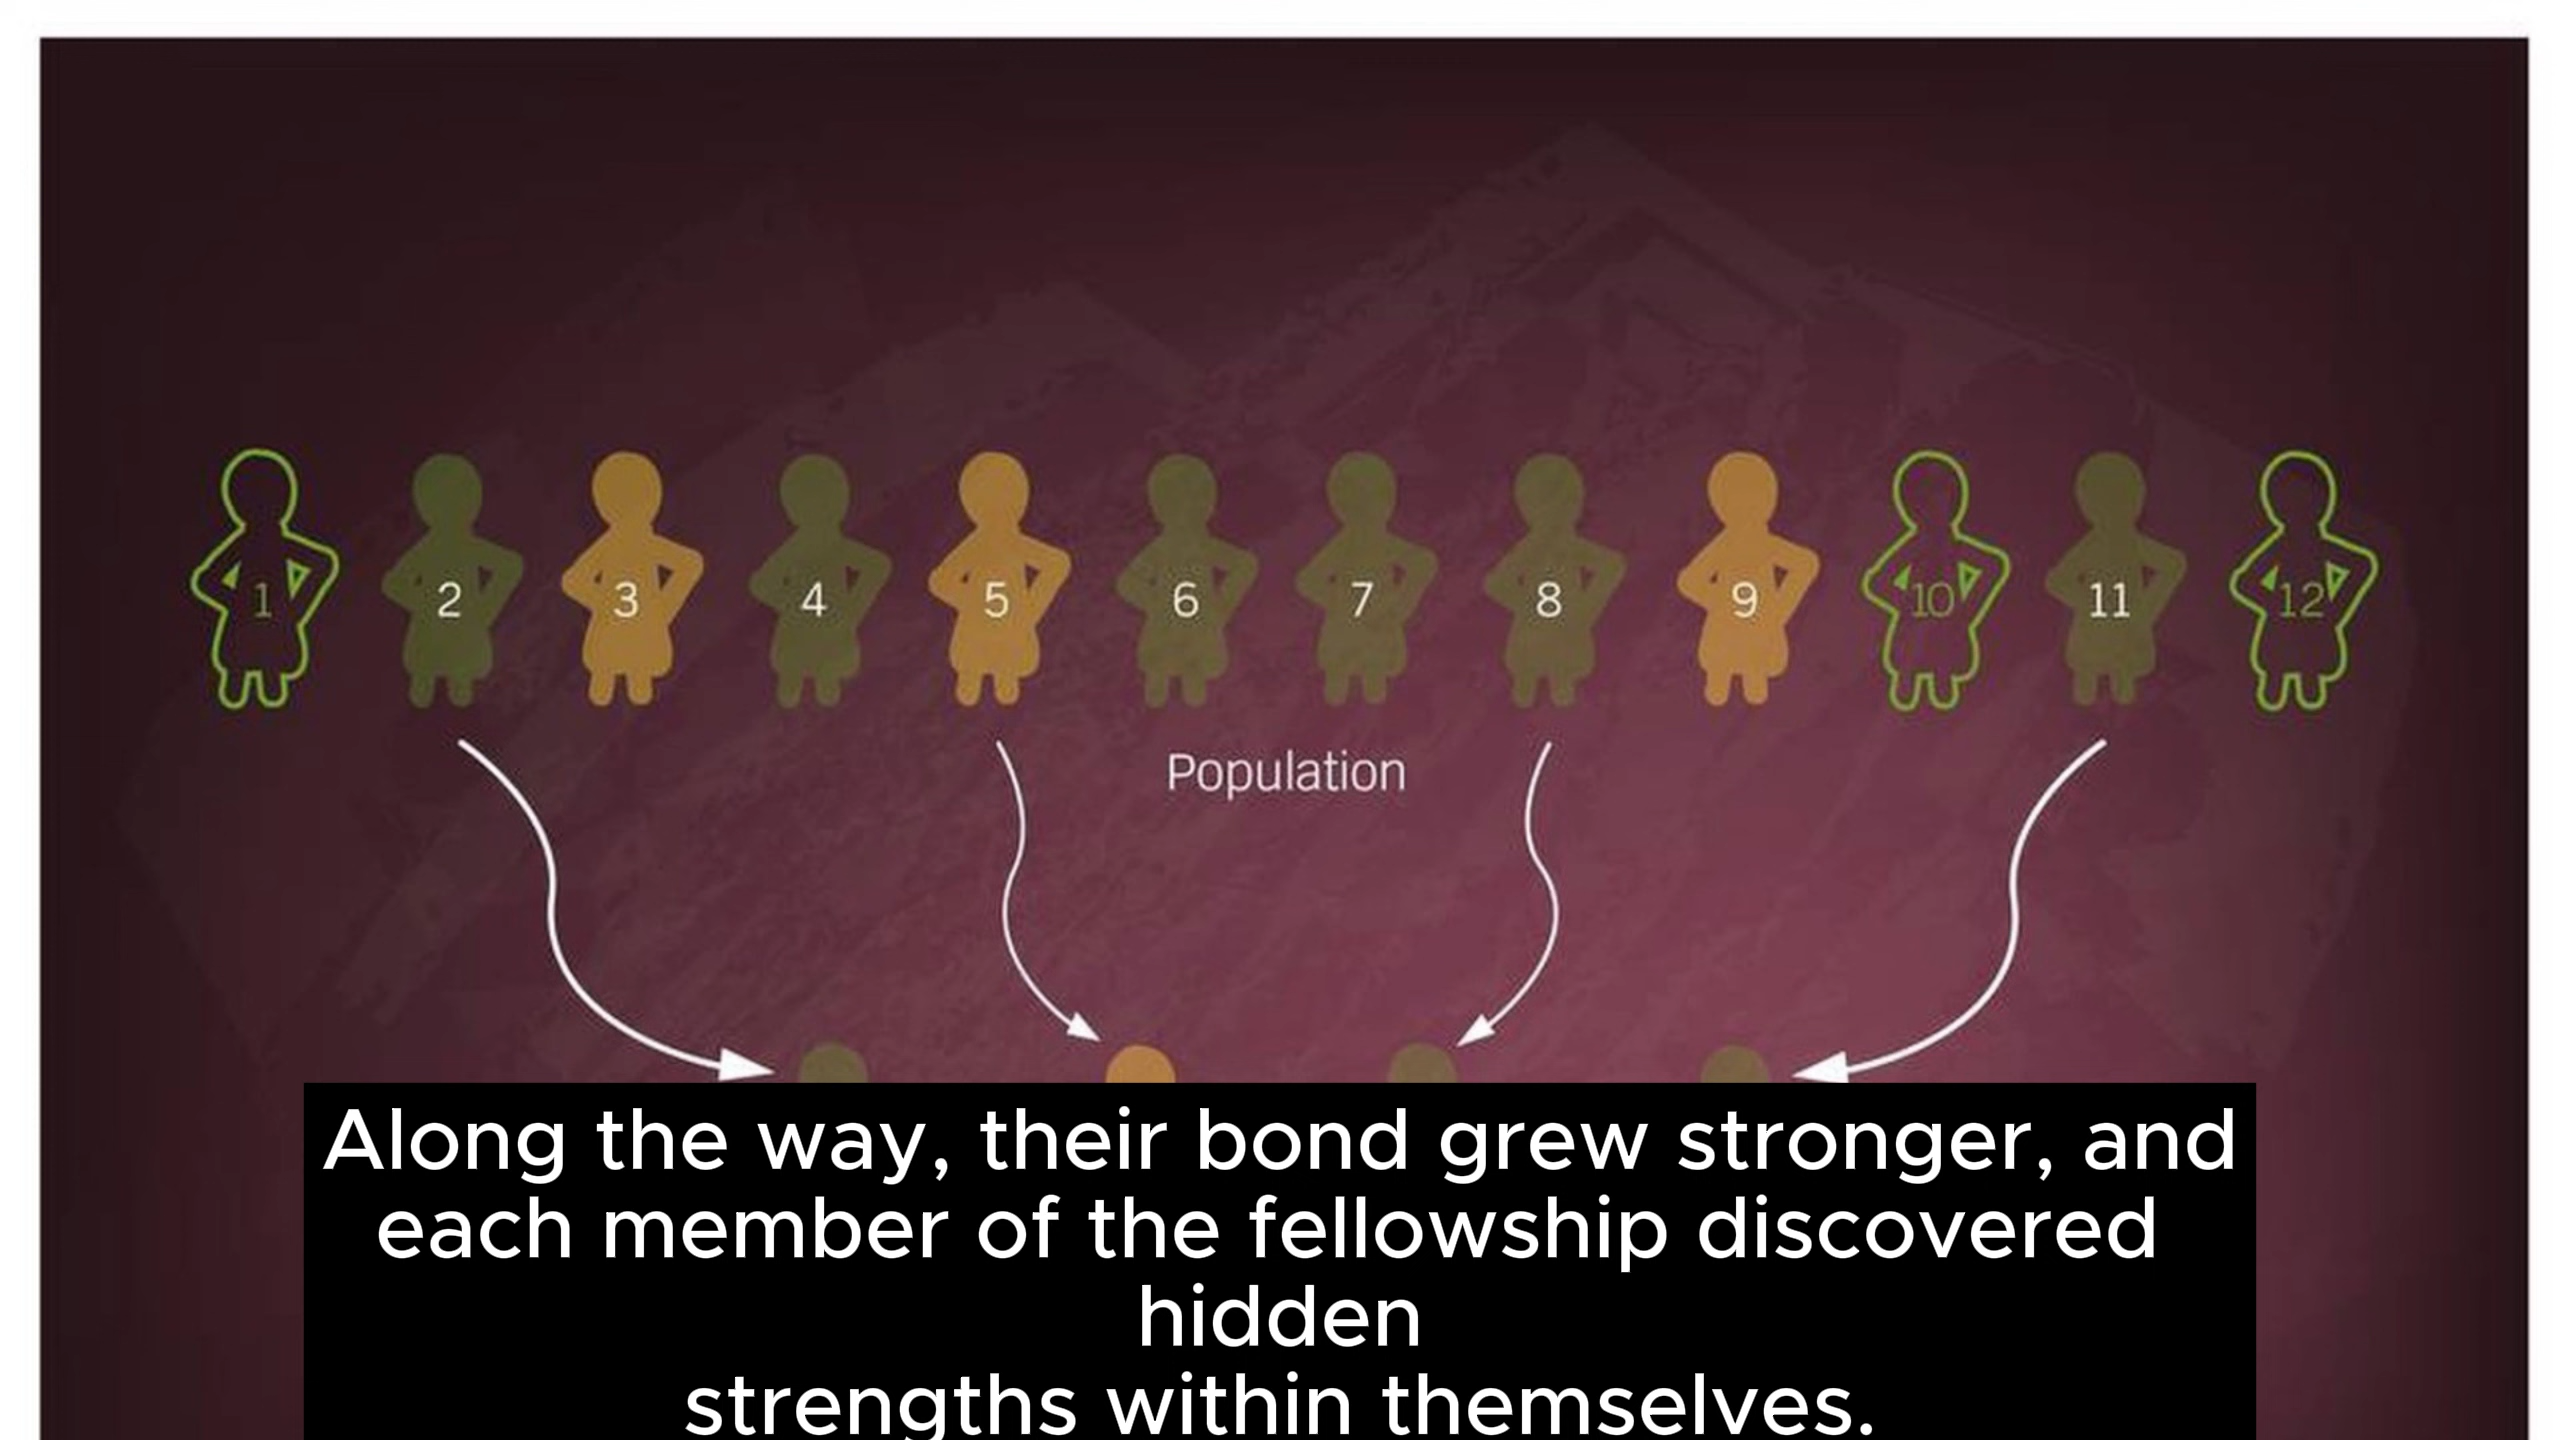 1 2 3 4 5 6 7 8 9 10 11 12
Population
Along the way, their bond grew stronger, and
each member of the fellowship discovered
hidden
strengths within themselves.